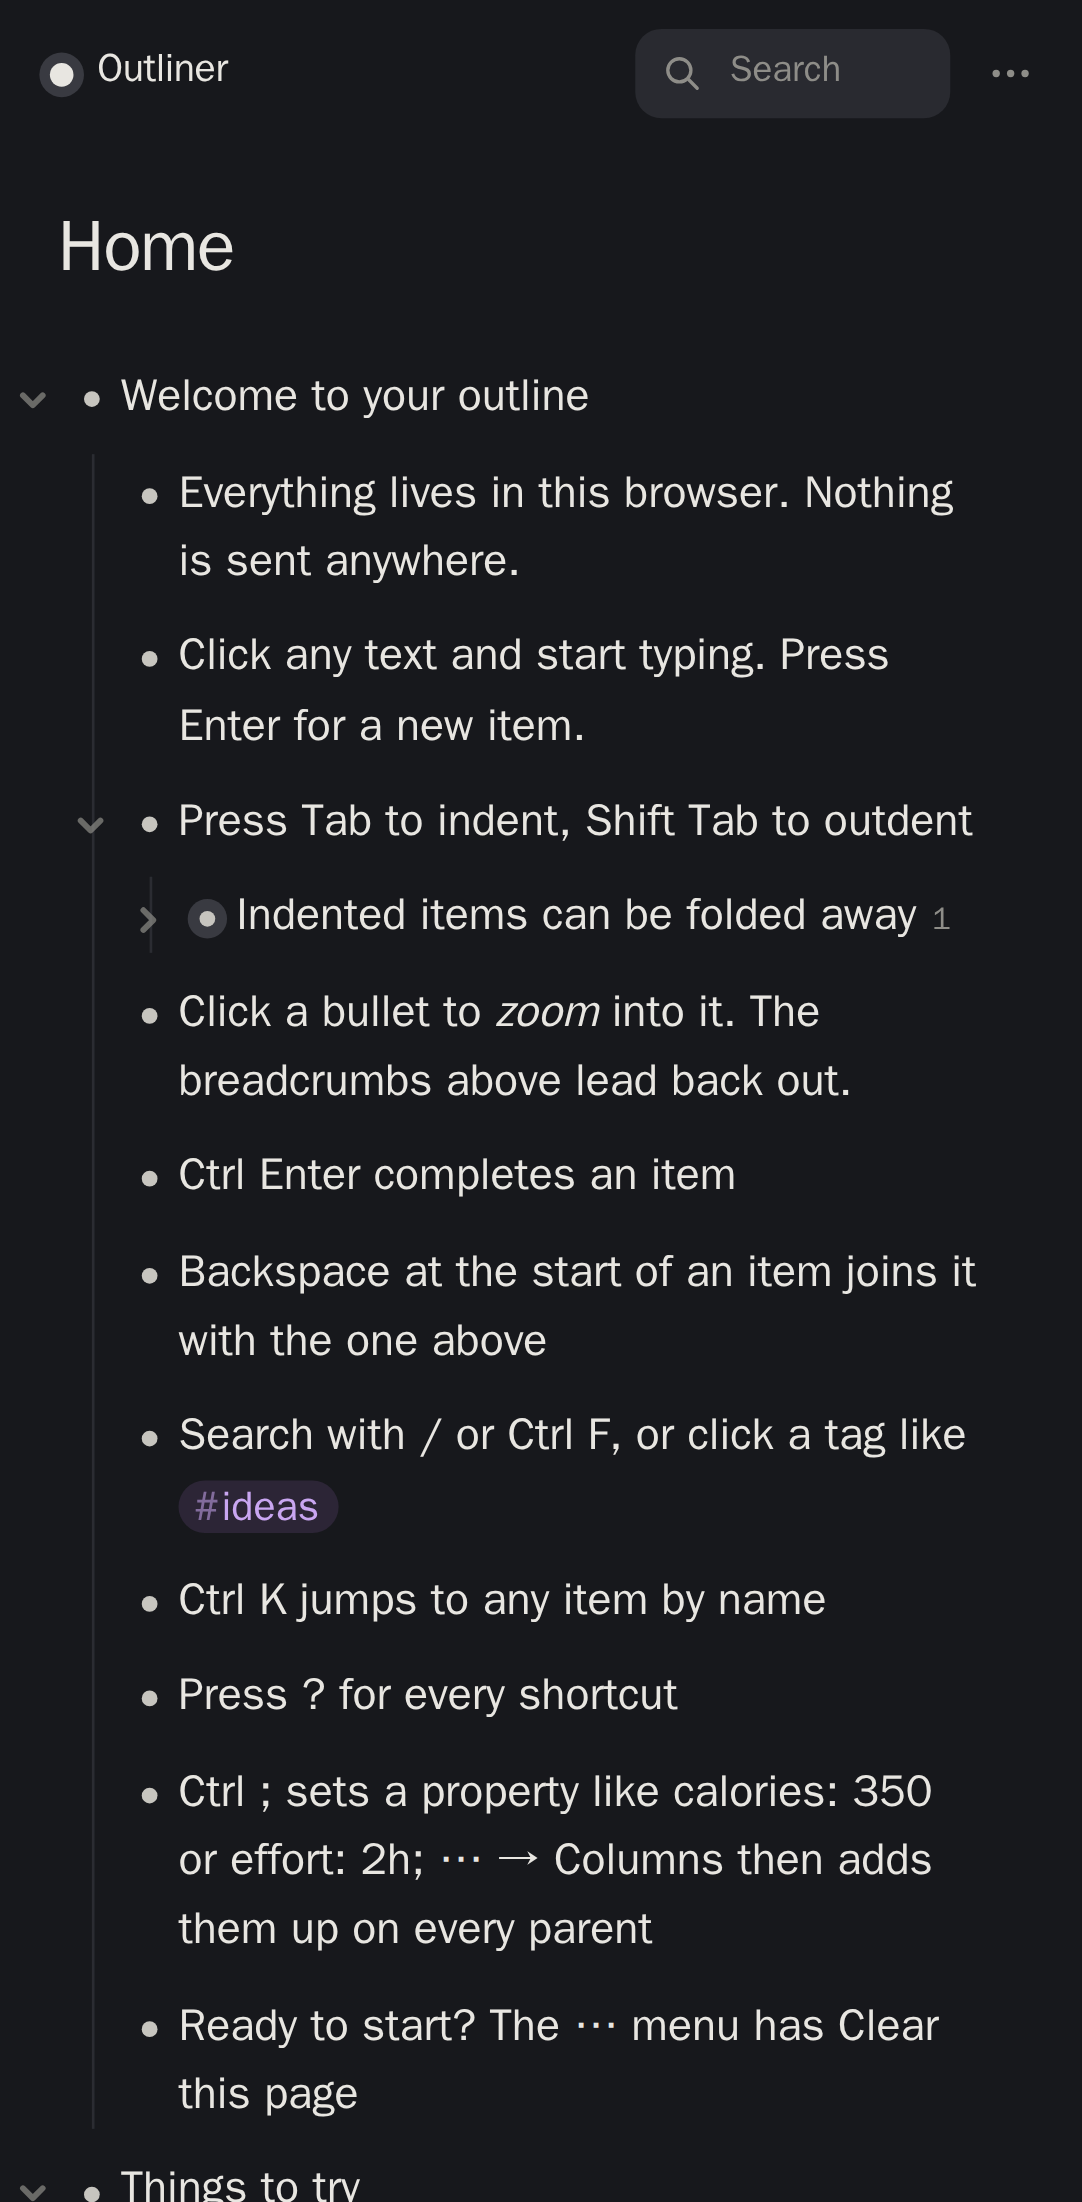 Outliner
Search
Home
Welcome to your outline
Everything lives in this browser. Nothing
is sent anywhere.
Click any text and start typing. Press
Enter for a new item.
Press Tab to indent, Shift Tab to outdent
Indented items can be folded away 1
Click a bullet to zoom into it. The
breadcrumbs above lead back out.
Ctrl Enter completes an item
Backspace at the start of an item joins it
with the one above
Search with / or Ctrl F, or click a tag like
#ideas
Ctrl K jumps to any item by name
Press ? for every shortcut
Ctrl ; sets a property like calories: 350
or effort: 2h; ⋯ → Columns then adds
them up on every parent
Ready to start? The ⋯ menu has Clear
this page
Things to try